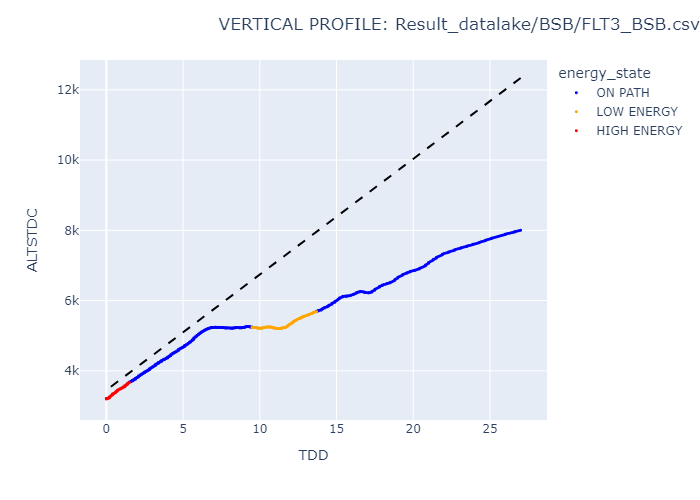 VERTICAL PROFILE: Result_datalake/BSB/FLT3_BSB.csv
energy_state
ON PATH
LOW ENERGY
HIGH ENERGY
12k
10k
8k
6k
4k
ALTSTDC
0 5 10 15 20 25
TDD